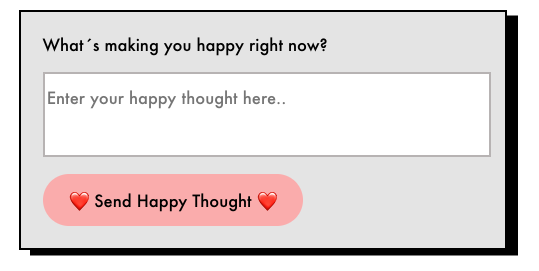 What´s making you happy right now?
Enter your happy thought here..
❤️ Send Happy Thought ❤️